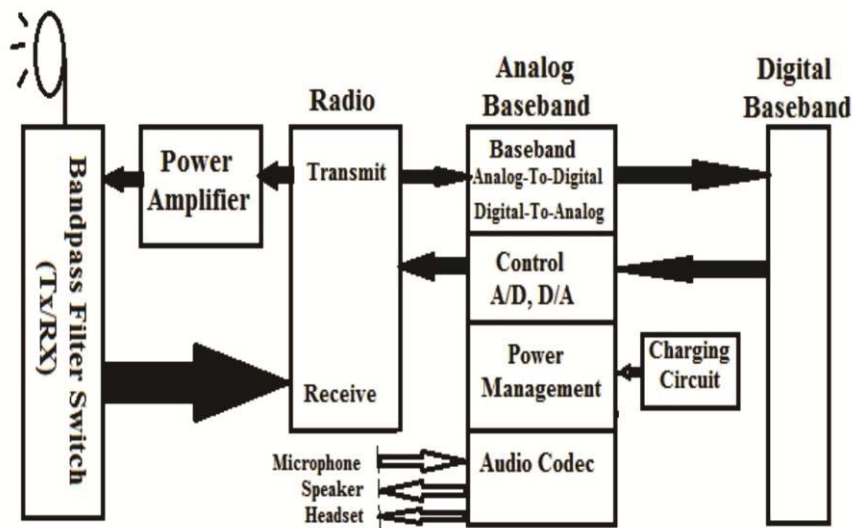 Analog
Baseband
Digital
Baseband
Radio
Bandpass Filter Switch
(Tx/RX)
Power
Amplifier
Transmit
Receive
Baseband
Analog-To-Digital
Digital-To-Analog
Control
A/D, D/A
Power
Management
Charging
Circuit
Audio Codec
Microphone
Speaker
Headset